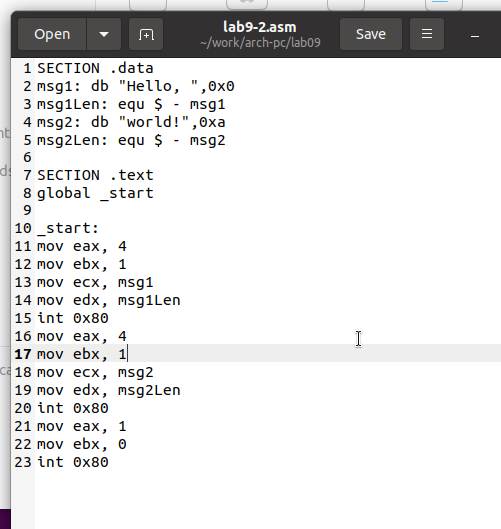 Open
lab9-2.asm
~/work/arch-pc/lab09
Save
1 SECTION .data
2 msg1: db "Hello, ",0x0
3 msg1Len: equ $ - msg1
4 msg2: db "world!",0xa
5 msg2Len: equ $ - msg2
6
7 SECTION .text
8 global _start
9
10 _start:
11 mov eax, 4
12 mov ebx, 1
13 mov ecx, msg1
14 mov edx, msg1Len
15 int 0x80
16 mov eax, 4
17 mov ebx, 1
18 mov ecx, msg2
19 mov edx, msg2Len
20 int 0x80
21 mov eax, 1
22 mov ebx, 0
23 int 0x80